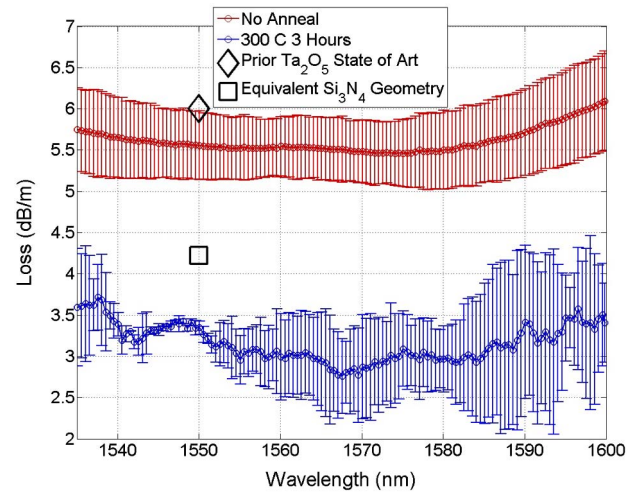 No Anneal
300 C 3 Hours
Prior Ta₂O₅ State of Art
Equivalent Si₃N₄ Geometry
7
6.5
6
5.5
5
4.5
4
3.5
3
2.5
2
Loss (dB/m)
1540 1550 1560 1570 1580 1590 1600
Wavelength (nm)